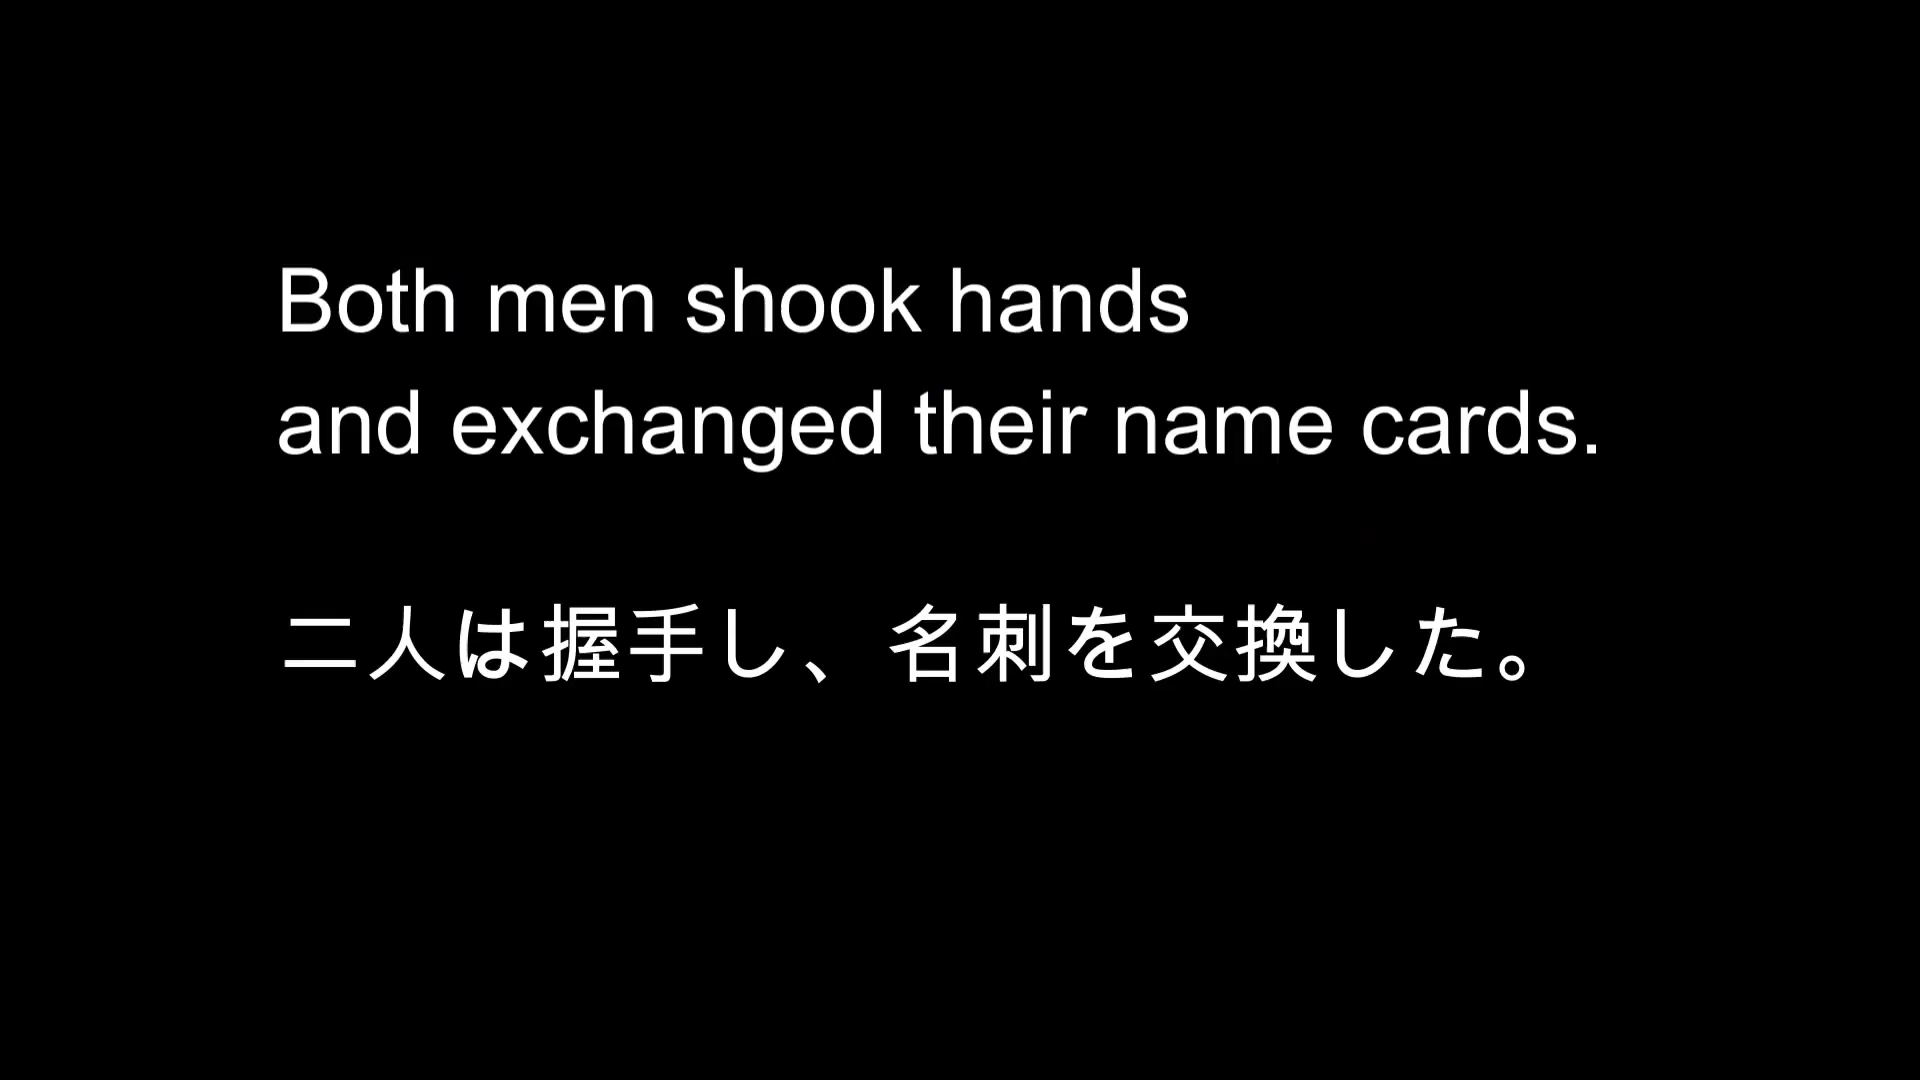 Both men shook hands
and exchanged their name cards.
二人は握手し、名刺を交換した。